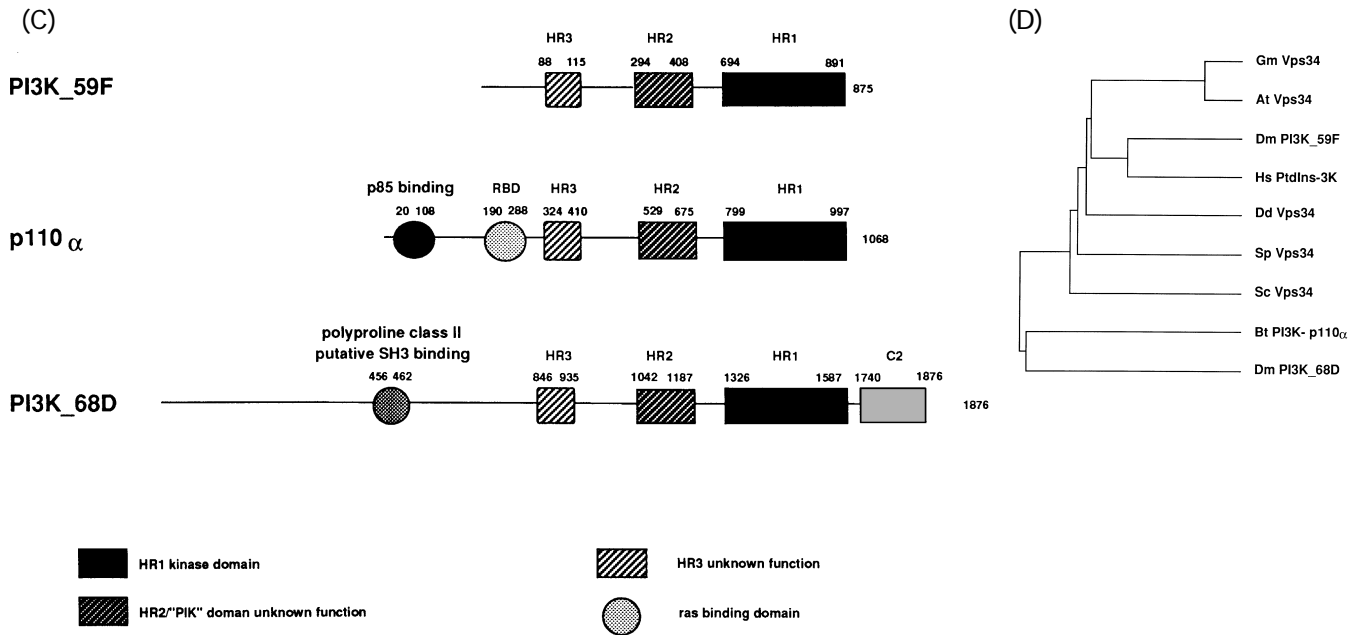 (C)
HR3 HR2 HR1
88 115 294 408 694 891
PI3K_59F
875
p85 binding RBD HR3 HR2 HR1
20 108 190 288 324 410 529 675 799 997
p110 α
1068
polyproline class II
putative SH3 binding
HR3 HR2 HR1 C2
456 462 846 935 1042 1187 1326 1587 1740 1876
PI3K_68D
1876
HR1 kinase domain
HR3 unknown function
HR2/"PIK" doman unknown function
ras binding domain
(D)
Gm Vps34
At Vps34
Dm PI3K_59F
Hs PtdIns-3K
Dd Vps34
Sp Vps34
Sc Vps34
Bt PI3K- p110α
Dm PI3K_68D